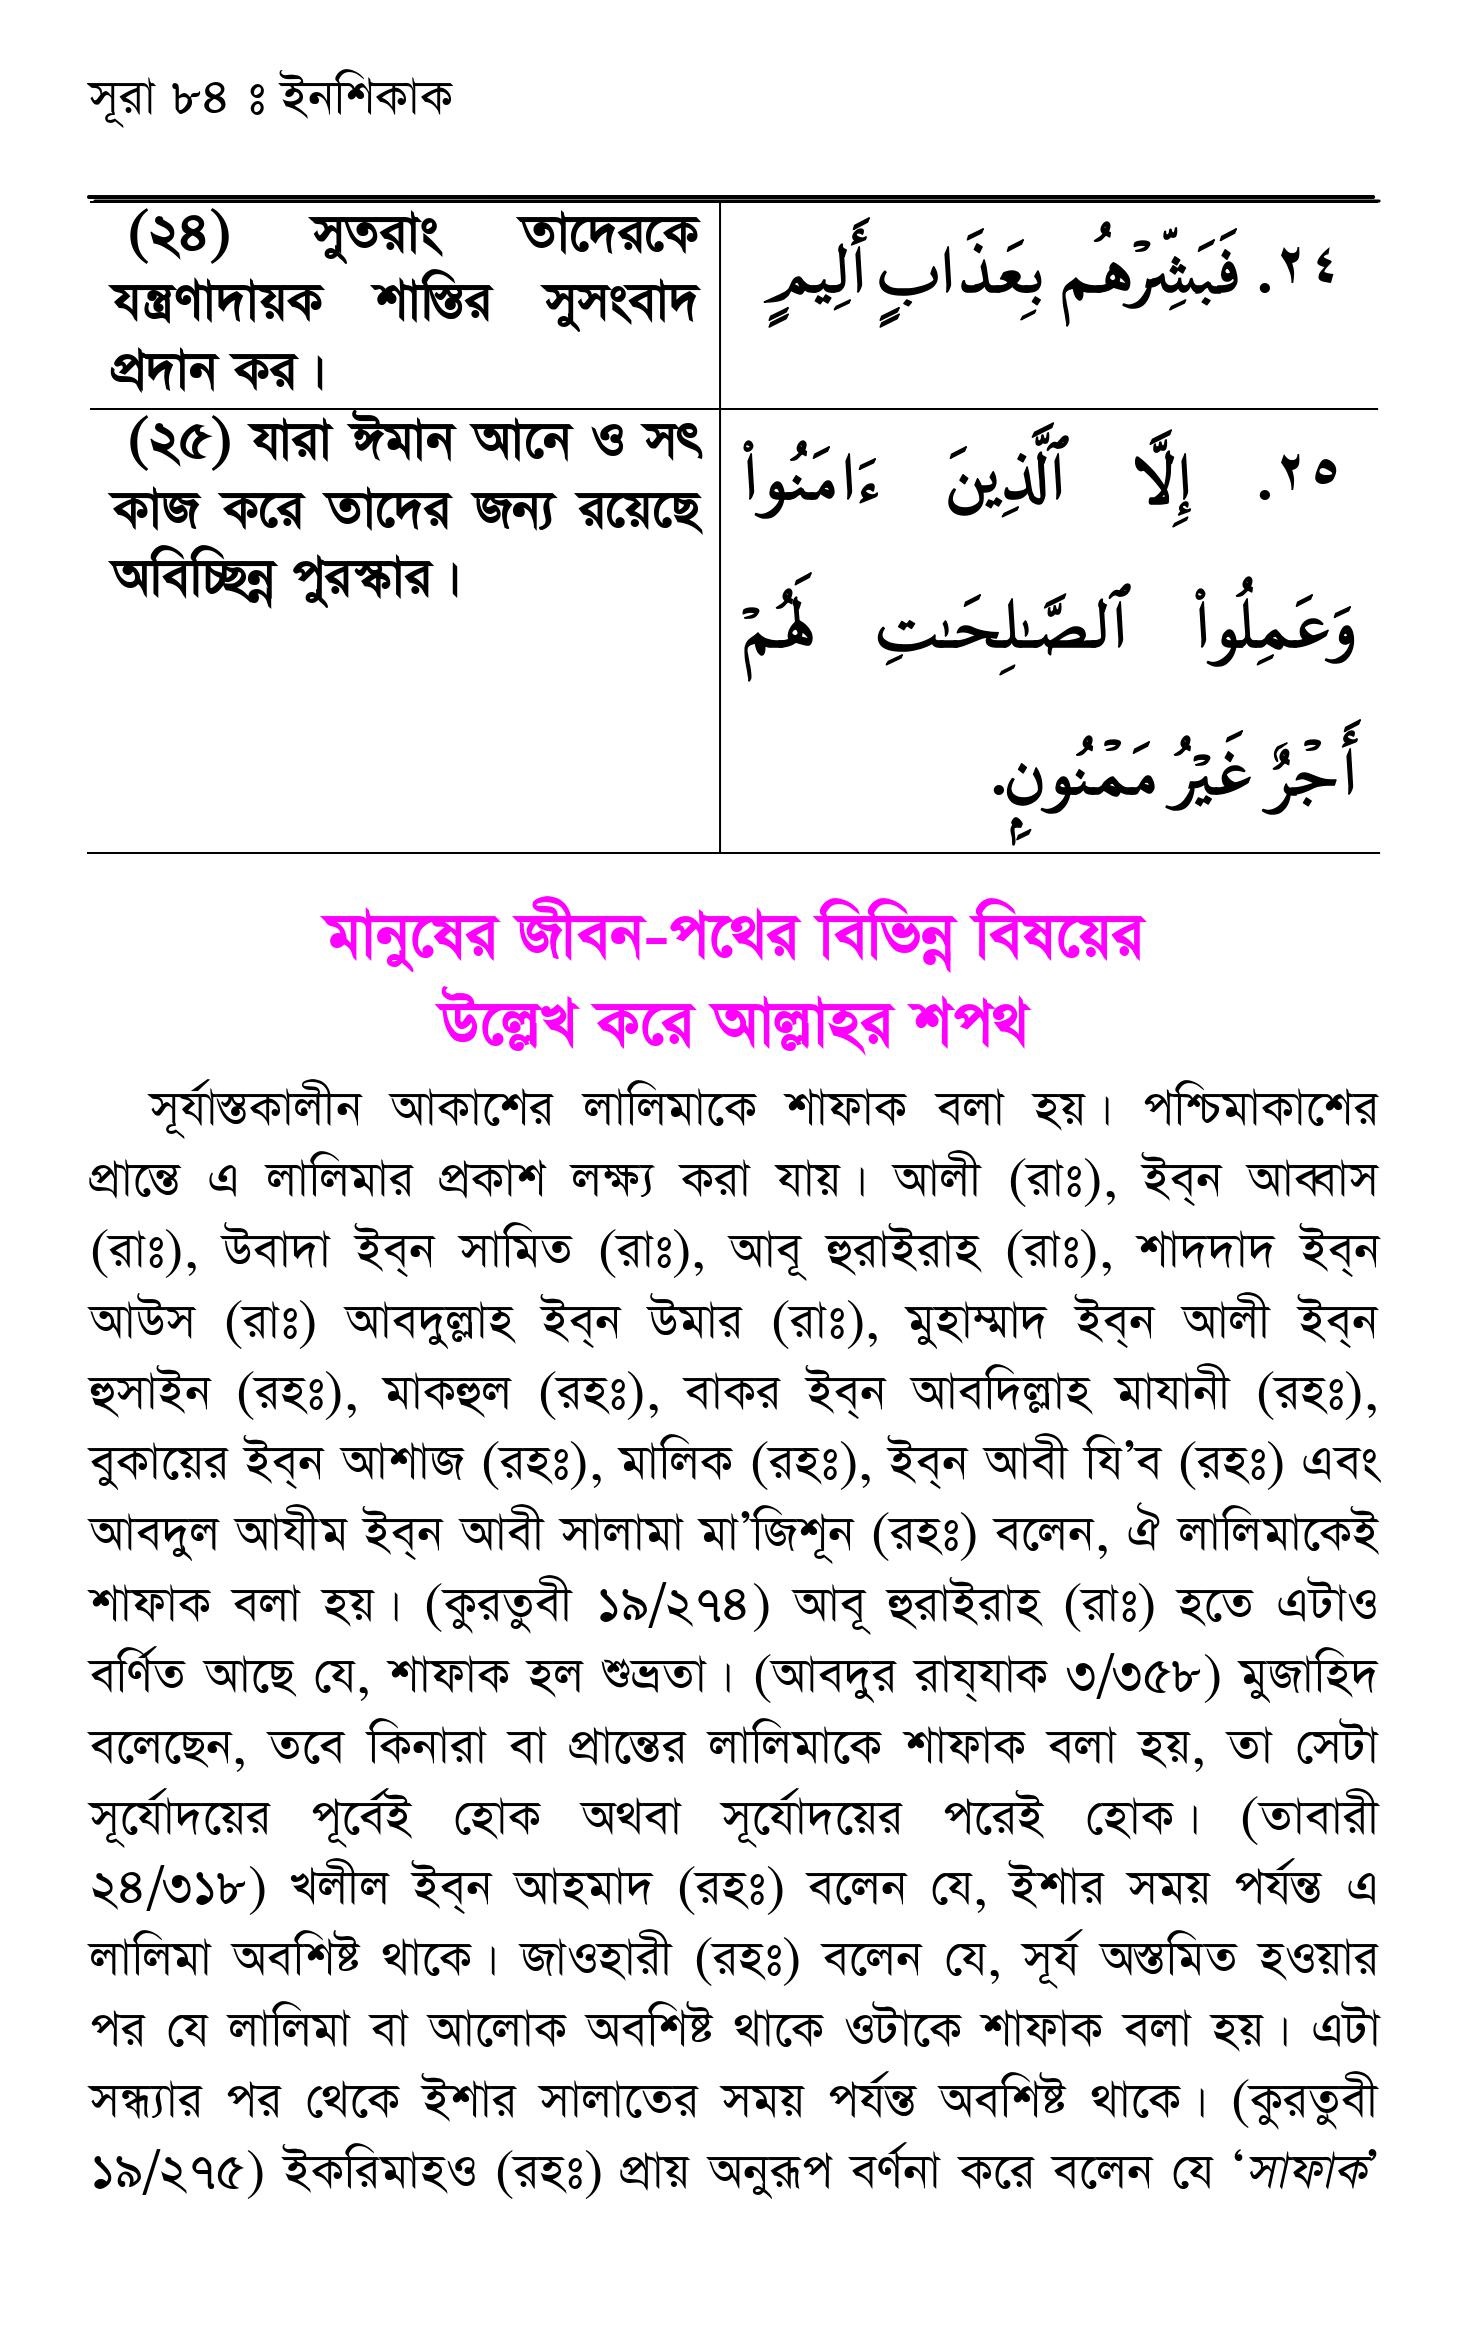 সূরা ৮৪ ঃ ইনশিকাক
(২৪) সুতরাং তাদেরকে
যন্ত্রণাদায়ক শাস্তির সুসংবাদ
প্রদান কর।
٢٤. فَبَشِّرْهُم بِعَذَابٍ أَلِيمٍ
(২৫) যারা ঈমান আনে ও সৎ
কাজ করে তাদের জন্য রয়েছে
অবিচ্ছিন্ন পুরস্কার।
٢٥. إِلَّا ٱلَّذِينَ ءَامَنُوا۟
وَعَمِلُوا۟ ٱلصَّـٰلِحَـٰتِ لَهُمْ
أَجْرٌ غَيْرُ مَمْنُونٍۭ.
মানুষের জীবন-পথের বিভিন্ন বিষয়ের
উল্লেখ করে আল্লাহর শপথ
সূর্যাস্তকালীন আকাশের লালিমাকে শাফাক বলা হয়। পশ্চিমাকাশের
প্রান্তে এ লালিমার প্রকাশ লক্ষ্য করা যায়। আলী (রাঃ), ইব্‌ন আব্বাস
(রাঃ), উবাদা ইব্‌ন সামিত (রাঃ), আবূ হুরাইরাহ (রাঃ), শাদদাদ ইব্‌ন
আউস (রাঃ) আবদুল্লাহ ইব্‌ন উমার (রাঃ), মুহাম্মাদ ইব্‌ন আলী ইব্‌ন
হুসাইন (রহঃ), মাকহুল (রহঃ), বাকর ইব্‌ন আবদিল্লাহ মাযানী (রহঃ),
বুকায়ের ইব্‌ন আশাজ (রহঃ), মালিক (রহঃ), ইব্‌ন আবী যি’ব (রহঃ) এবং
আবদুল আযীম ইব্‌ন আবী সালামা মা’জিশূন (রহঃ) বলেন, ঐ লালিমাকেই
শাফাক বলা হয়। (কুরতুবী ১৯/২৭৪) আবূ হুরাইরাহ (রাঃ) হতে এটাও
বর্ণিত আছে যে, শাফাক হল শুভ্রতা। (আবদুর রায্‌যাক ৩/৩৫৮) মুজাহিদ
বলেছেন, তবে কিনারা বা প্রান্তের লালিমাকে শাফাক বলা হয়, তা সেটা
সূর্যোদয়ের পূর্বেই হোক অথবা সূর্যোদয়ের পরেই হোক। (তাবারী
২৪/৩১৮) খলীল ইব্‌ন আহমাদ (রহঃ) বলেন যে, ইশার সময় পর্যন্ত এ
লালিমা অবশিষ্ট থাকে। জাওহারী (রহঃ) বলেন যে, সূর্য অস্তমিত হওয়ার
পর যে লালিমা বা আলোক অবশিষ্ট থাকে ওটাকে শাফাক বলা হয়। এটা
সন্ধ্যার পর থেকে ইশার সালাতের সময় পর্যন্ত অবশিষ্ট থাকে। (কুরতুবী
১৯/২৭৫) ইকরিমাহও (রহঃ) প্রায় অনুরূপ বর্ণনা করে বলেন যে ‘সাফাক’